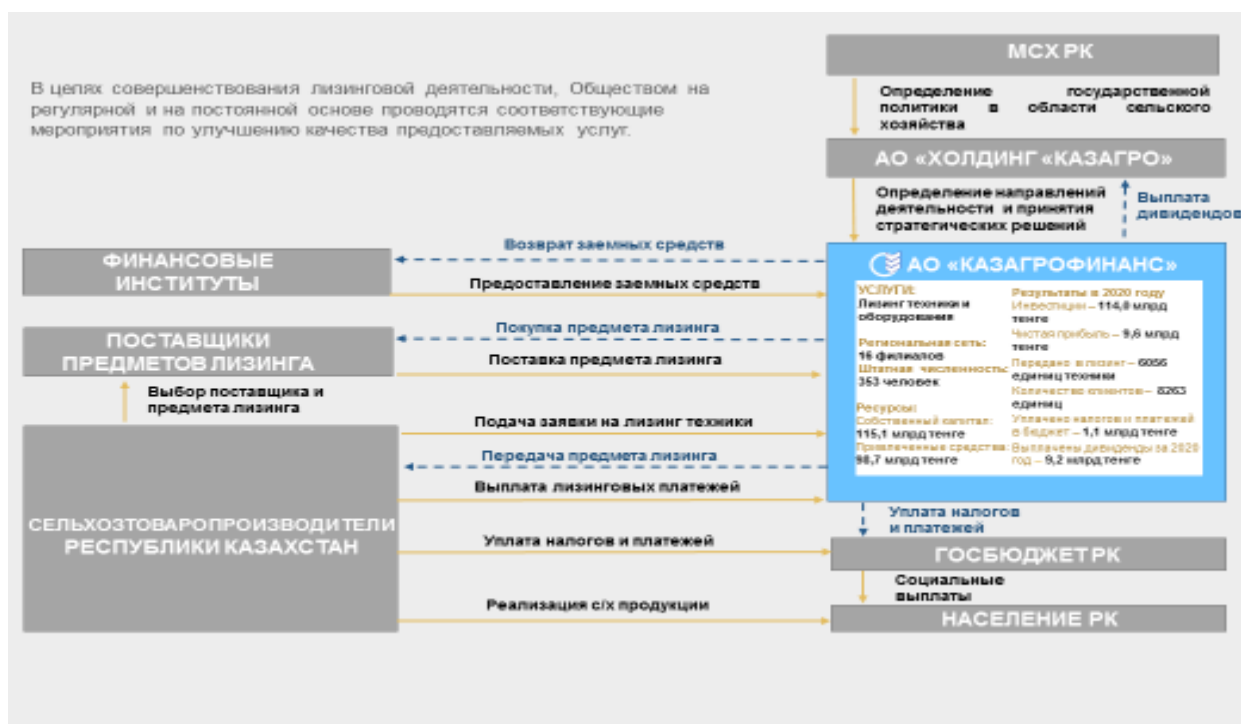 МСХ РК
В целях совершенствования лизинговой деятельности, Обществом на
регулярной и на постоянной основе проводятся соответствующие
мероприятия по улучшению качества предоставляемых услуг.
Определение государственной
политики в области сельского
хозяйства
АО «ХОЛДИНГ «КАЗАГРО»
Определение направлений
деятельности и принятия
стратегических решений
Выплата
дивидендов
ФИНАНСОВЫЕ
ИНСТИТУТЫ
Возврат заемных средств
Предоставление заемных средств
ПОСТАВЩИКИ
ПРЕДМЕТОВ ЛИЗИНГА
Покупка предмета лизинга
Поставка предмета лизинга
Выбор поставщика и
предмета лизинга
СЕЛЬХОЗТОВАРОПРОИЗВОДИТЕЛИ
РЕСПУБЛИКИ КАЗАХСТАН
Подача заявки на лизинг техники
Передача предмета лизинга
Выплата лизинговых платежей
Уплата налогов и платежей
Реализация с/х продукции
АО «КАЗАГРОФИНАНС»
УСЛУГИ:
Лизинг техники и
оборудования
Региональная сеть:
16 филиалов
Штатная численность:
353 человек
Ресурсы:
Собственный капитал:
115,1 млрд тенге
Привлеченные средства:
98,7 млрд тенге
Результаты в 2020 году
Инвестиции – 114,0 млрд
тенге
Чистая прибыль – 9,6 млрд
тенге
Передано в лизинг – 6056
единиц техники
Количество клиентов – 8263
единиц
Уплачено налогов и платежей
в бюджет – 1,1 млрд тенге
Выплачены дивиденды за 2020
год – 9,2 млрд тенге
Уплата налогов
и платежей
ГОСБЮДЖЕТ РК
Социальные
выплаты
НАСЕЛЕНИЕ РК